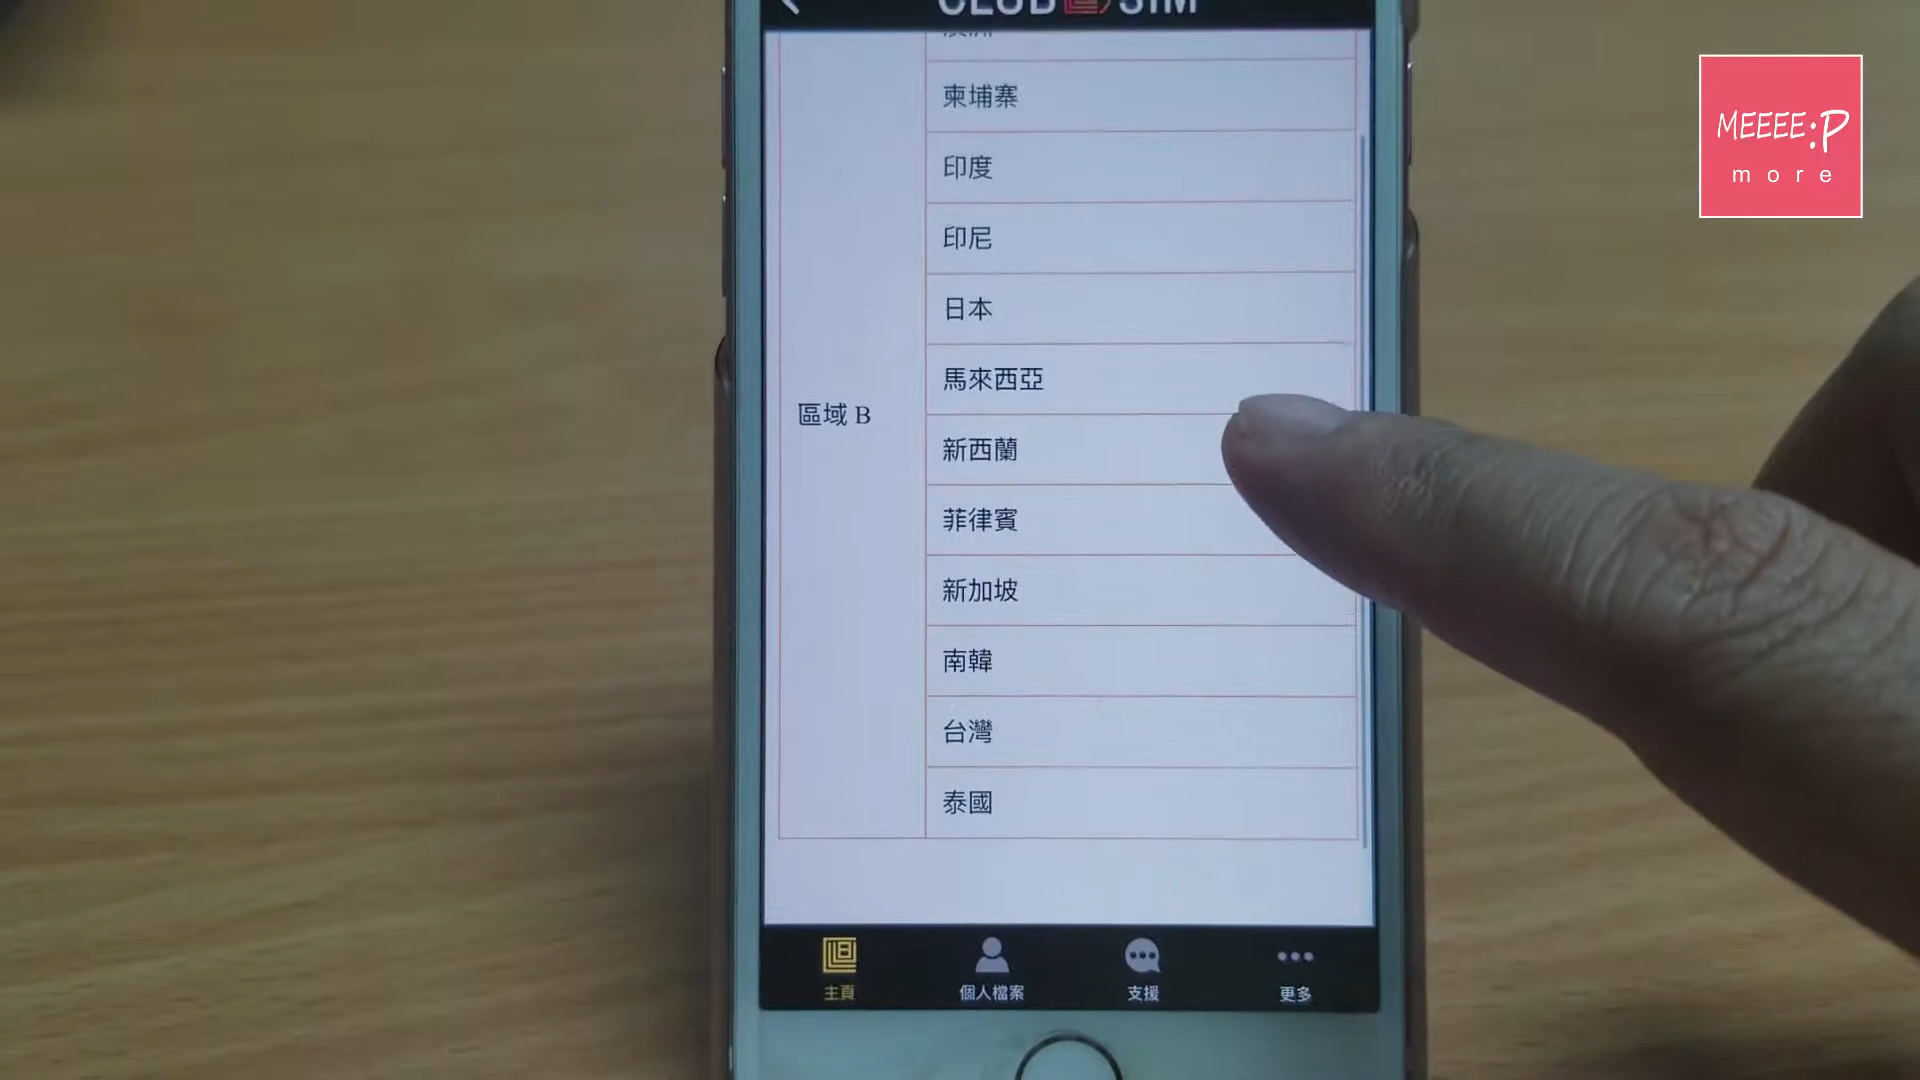 CLUB SIM
柬埔寨
印度
印尼
日本
馬來西亞
區域 B
新西蘭
菲律賓
新加坡
南韓
台灣
泰國
主頁
個人檔案
支援
更多
MEEEE:P
more